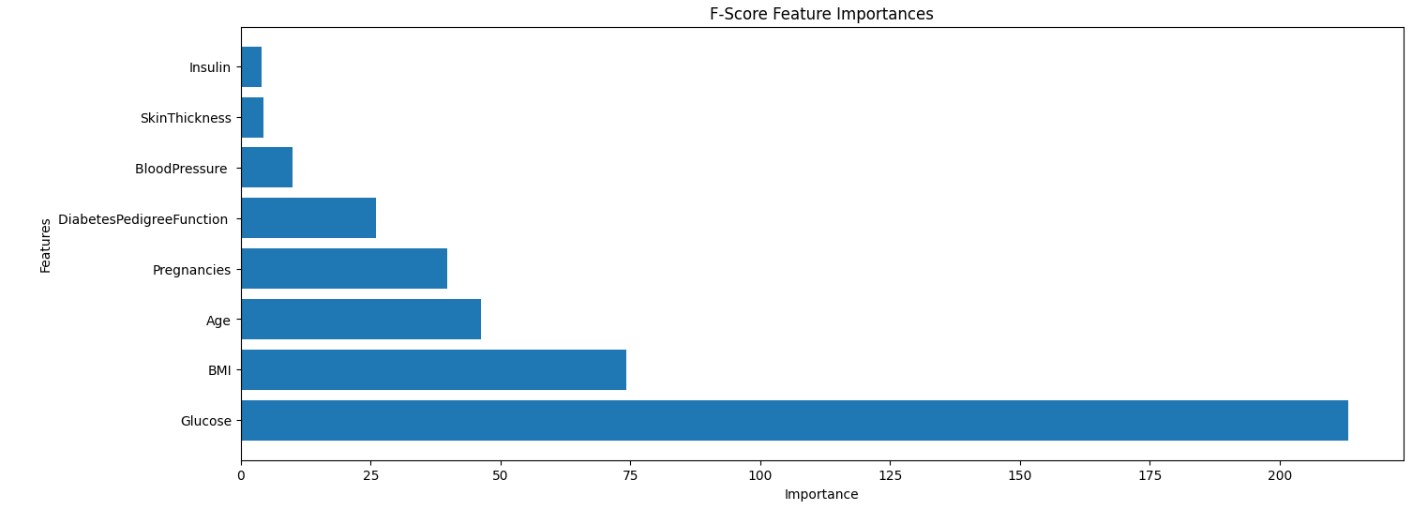 F-Score Feature Importances
Insulin
SkinThickness
BloodPressure
DiabetesPedigreeFunction
Pregnancies
Age
BMI
Glucose
Features
0 25 50 75 100 125 150 175 200
Importance